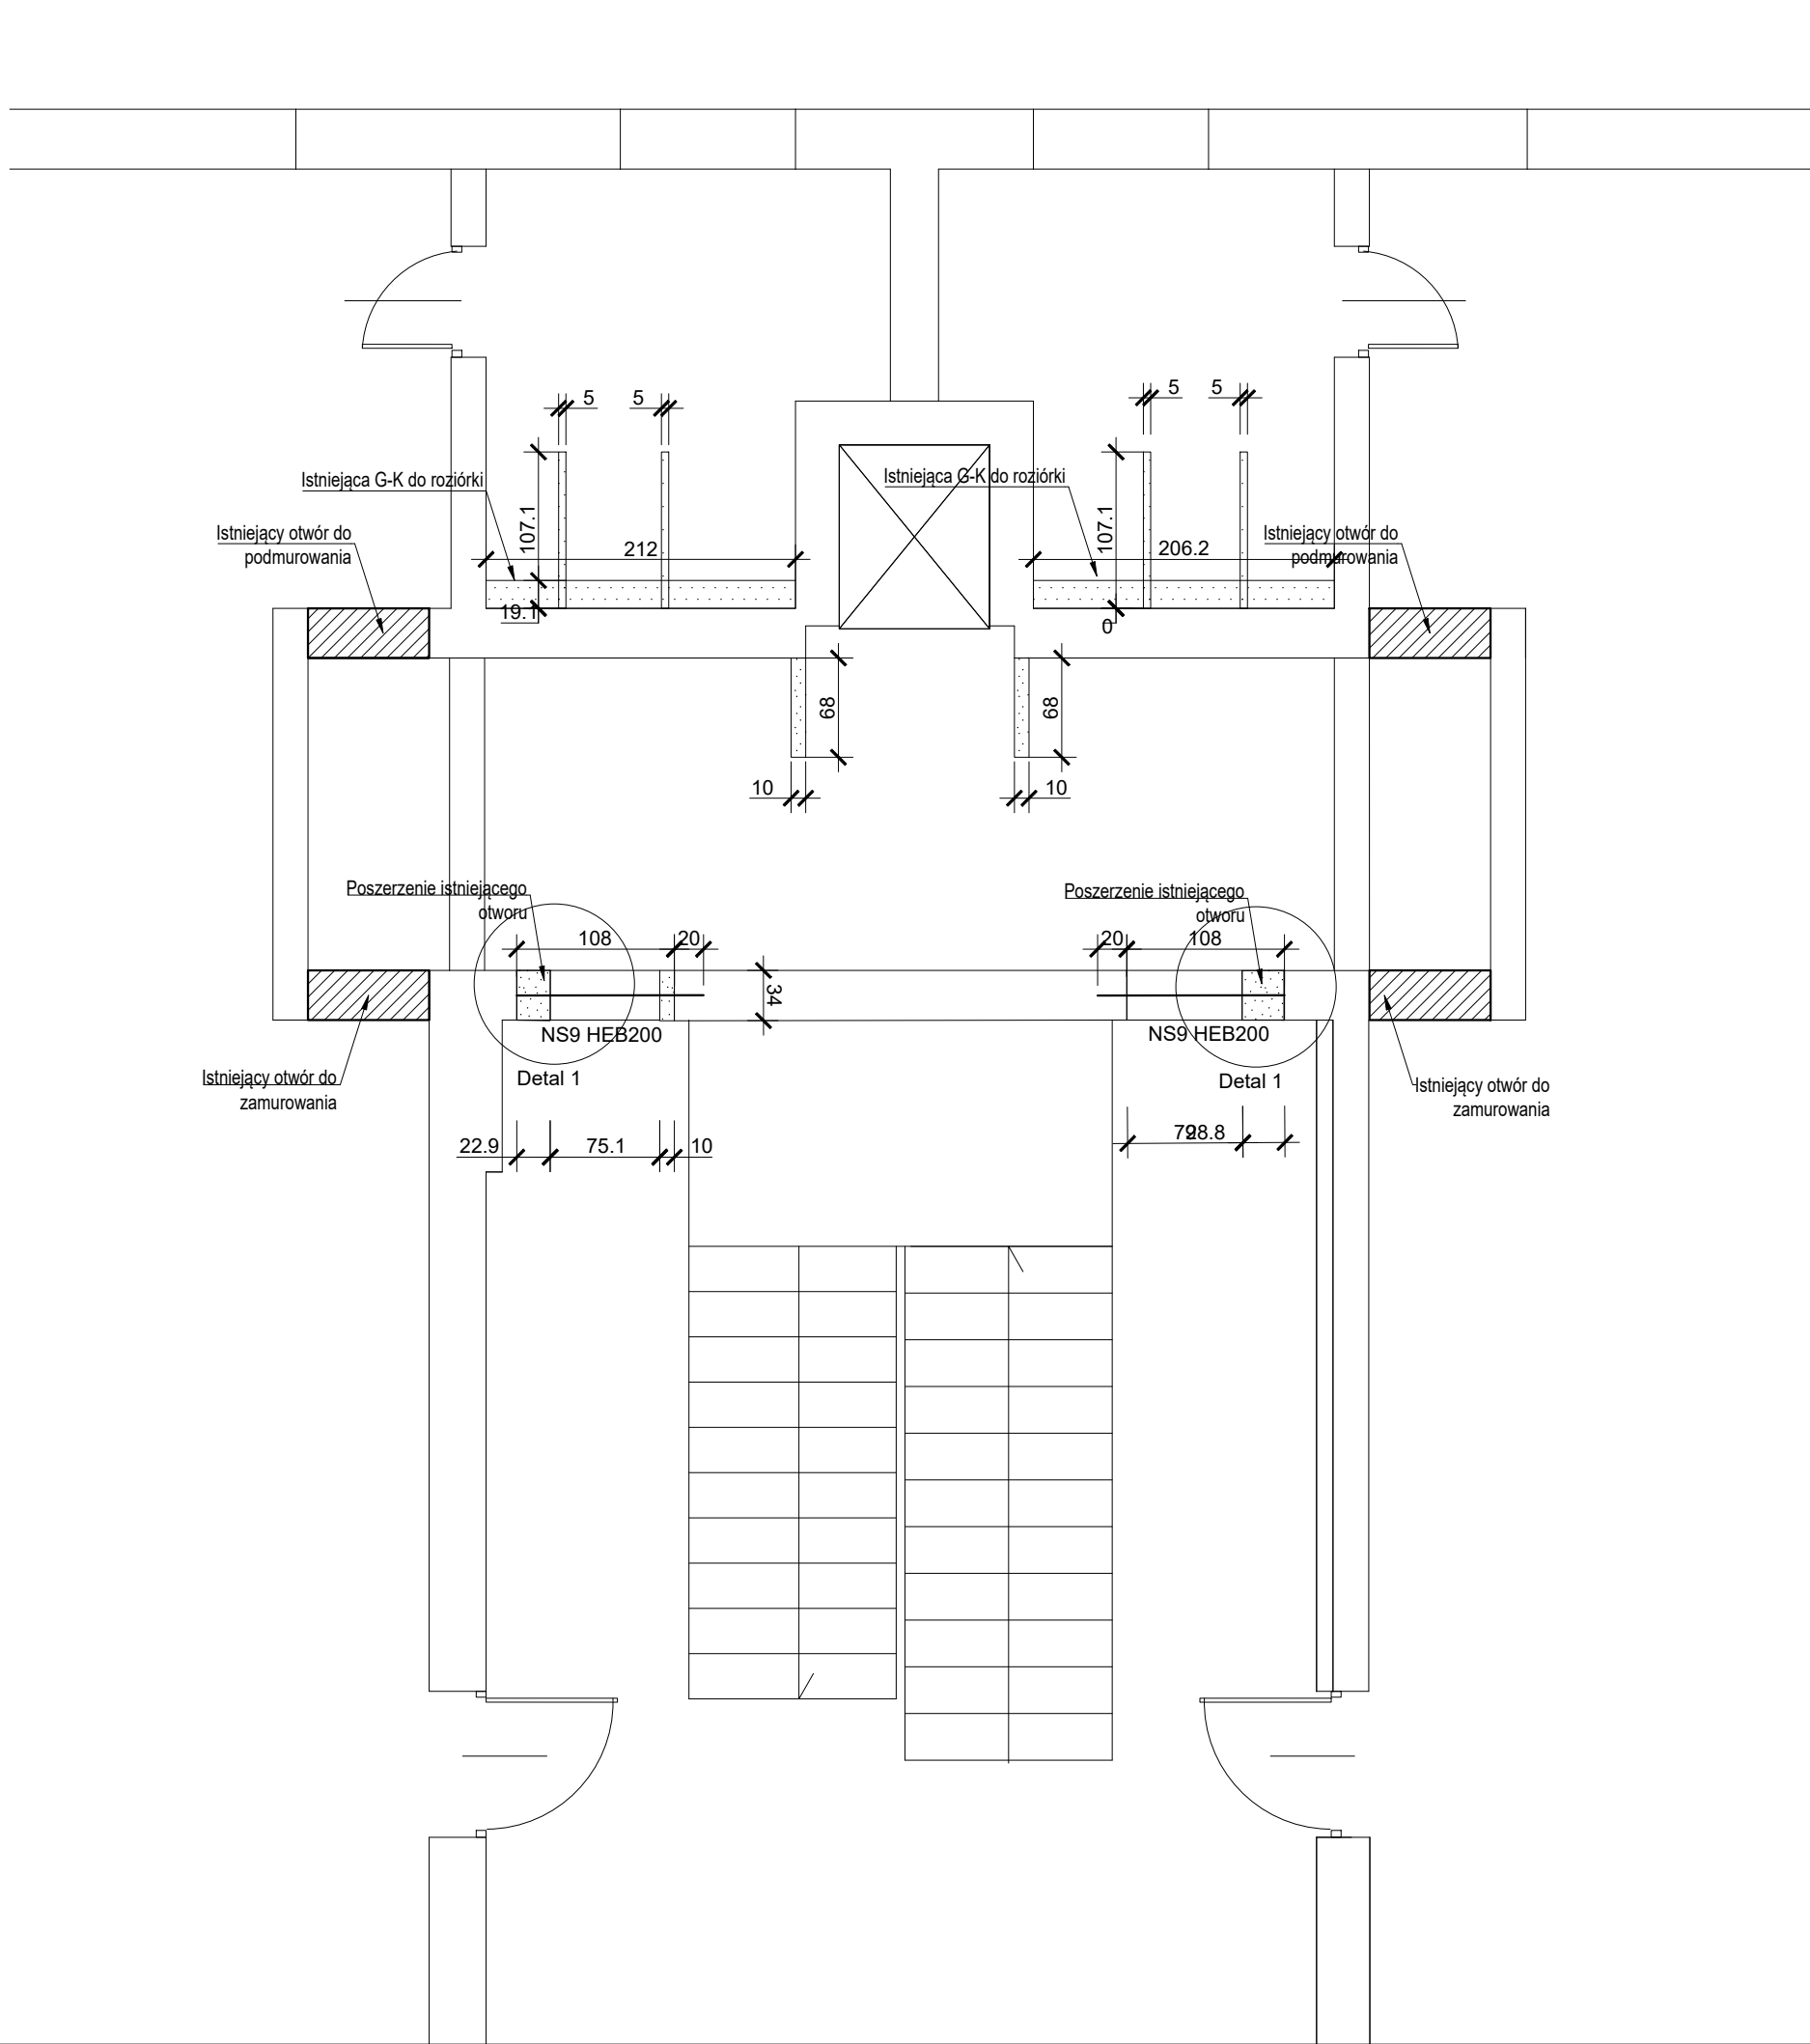 5
5
5
5
Istniejąca G-K do roziórki
Istniejąca G-K do roziórki
Istniejący otwór do
podmurowania
107.1
212
107.1
206.2
Istniejący otwór do
podmurowania
19.1
0
68
68
10
10
Poszerzenie istniejącego
otworu
Poszerzenie istniejącego
otworu
108
20
20
108
34
NS9 HEB200
NS9 HEB200
Detal 1
Detal 1
Istniejący otwór do
zamurowania
Istniejący otwór do
zamurowania
22.9
75.1
10
79
28.8